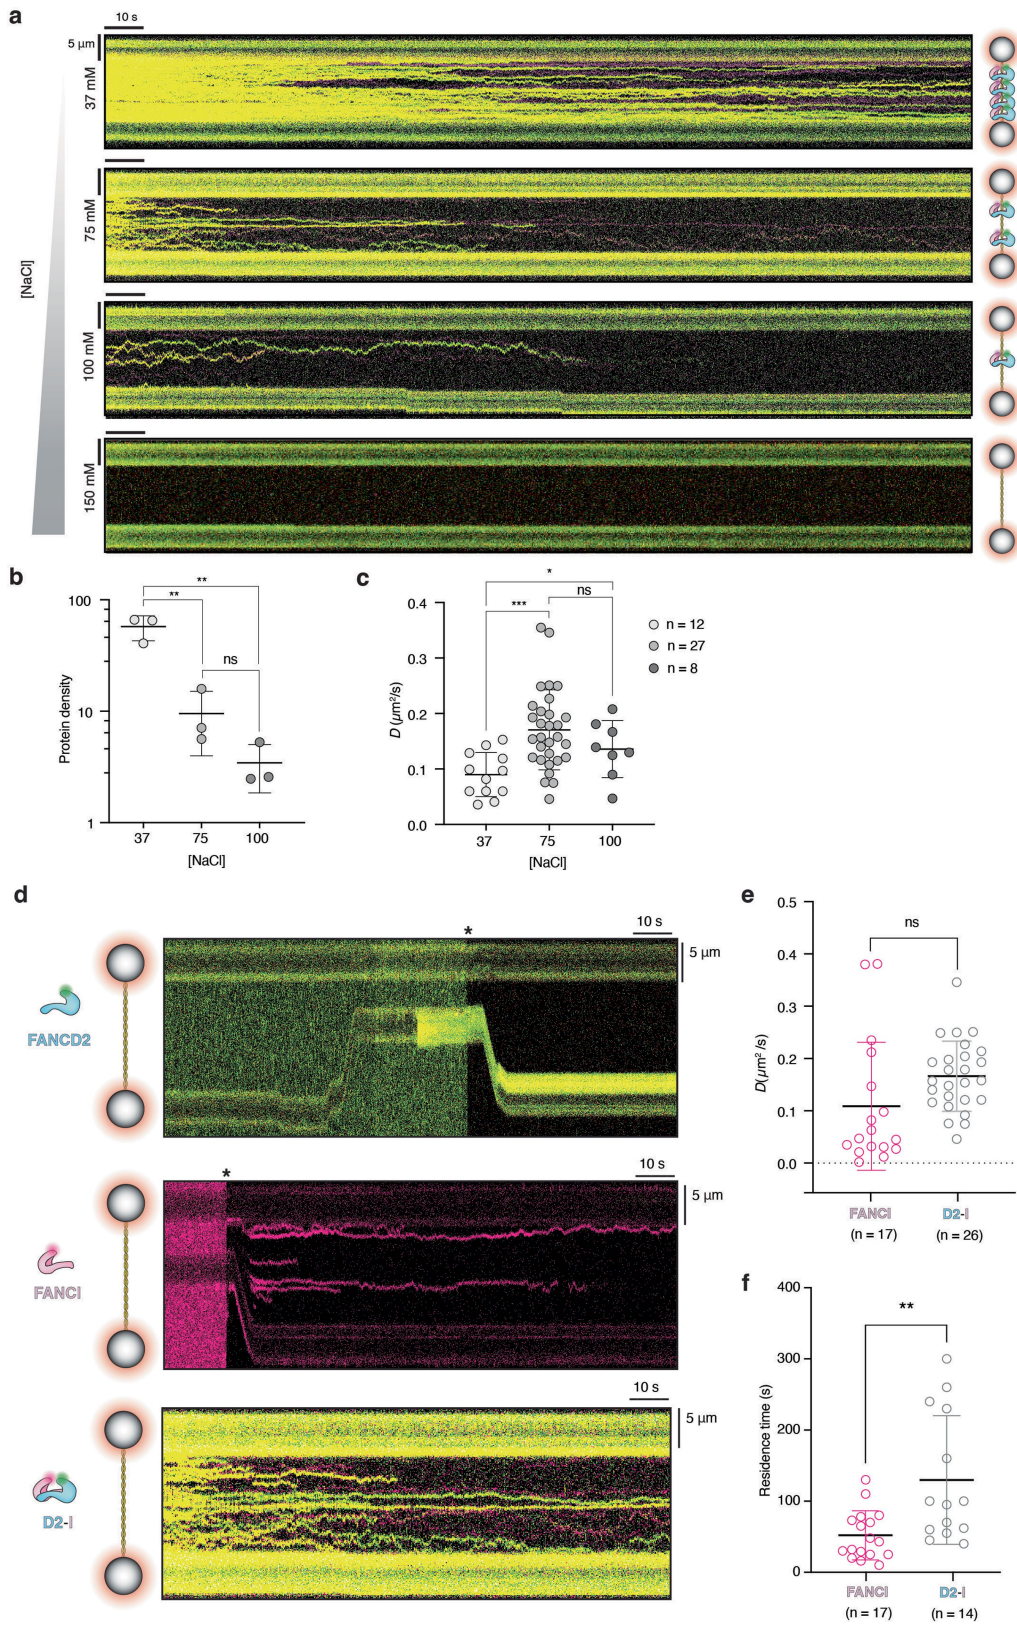 a
10 s
5 µm
37 mM
75 mM
[NaCl]
100 mM
150 mM
b
Protein density
100
10
1
**
**
ns
37 75 100
[NaCl]
c
D (µm²/s)
0.4
0.3
0.2
0.1
0.0
*
***
ns
n = 12
n = 27
n = 8
37 75 100
[NaCl]
d
* 10 s
5 µm
FANCD2
* 10 s
5 µm
FANCI
10 s
5 µm
D2-I
e
D(µm² /s)
0.5
0.4
0.3
0.2
0.1
0.0
ns
FANCI D2-I
(n = 17) (n = 26)
f
Residence time (s)
400
300
200
100
0
**
FANCI D2-I
(n = 17) (n = 14)